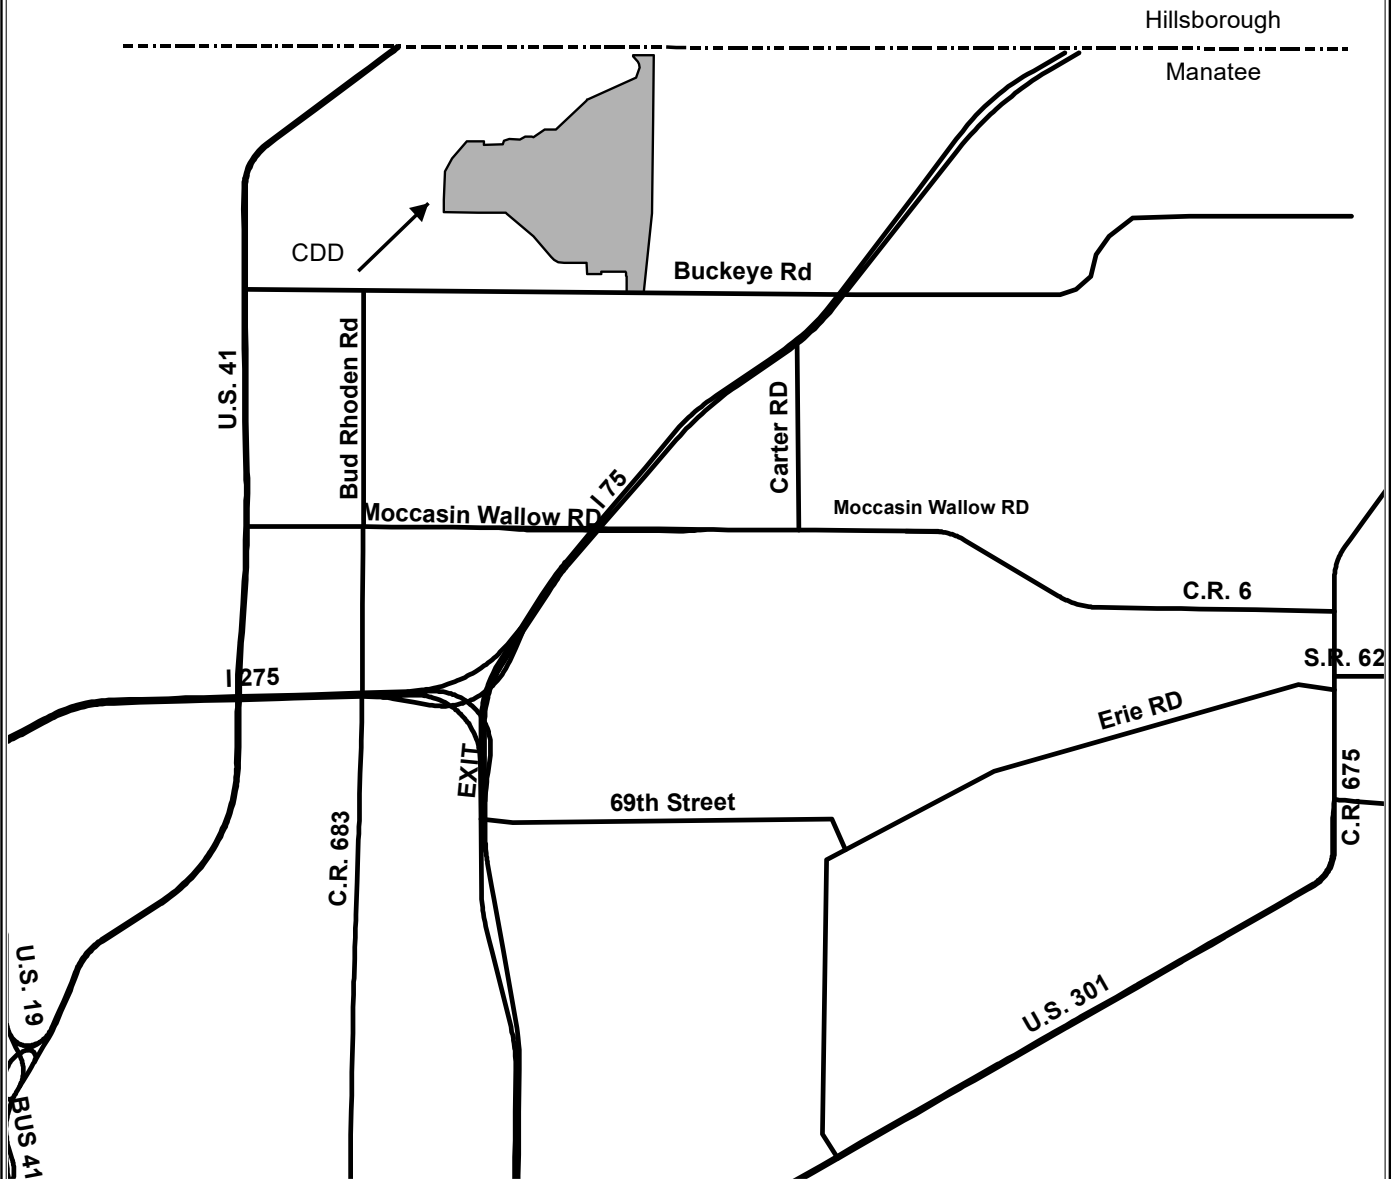 Hillsborough
Manatee
CDD
Buckeye Rd
U.S. 41
Bud Rhoden Rd
Carter RD
I 75
Moccasin Wallow RD
Moccasin Wallow RD
C.R. 6
S.R. 62
I 275
Erie RD
EXIT
69th Street
C.R. 675
C.R. 683
U.S. 19
U.S. 301
BUS 41